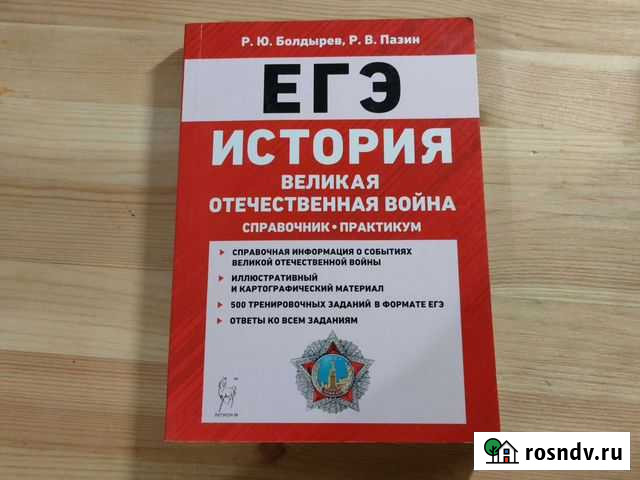 Р. Ю. Болдырев, Р. В. Пазин
ЕГЭ
ИСТОРИЯ
ВЕЛИКАЯ
ОТЕЧЕСТВЕННАЯ ВОЙНА
СПРАВОЧНИК • ПРАКТИКУМ
СПРАВОЧНАЯ ИНФОРМАЦИЯ О СОБЫТИЯХ
ВЕЛИКОЙ ОТЕЧЕСТВЕННОЙ ВОЙНЫ
ИЛЛЮСТРАТИВНЫЙ
И КАРТОГРАФИЧЕСКИЙ МАТЕРИАЛ
500 ТРЕНИРОВОЧНЫХ ЗАДАНИЙ В ФОРМАТЕ ЕГЭ
ОТВЕТЫ КО ВСЕМ ЗАДАНИЯМ
ЛЕГИОН-М
rosndv.ru